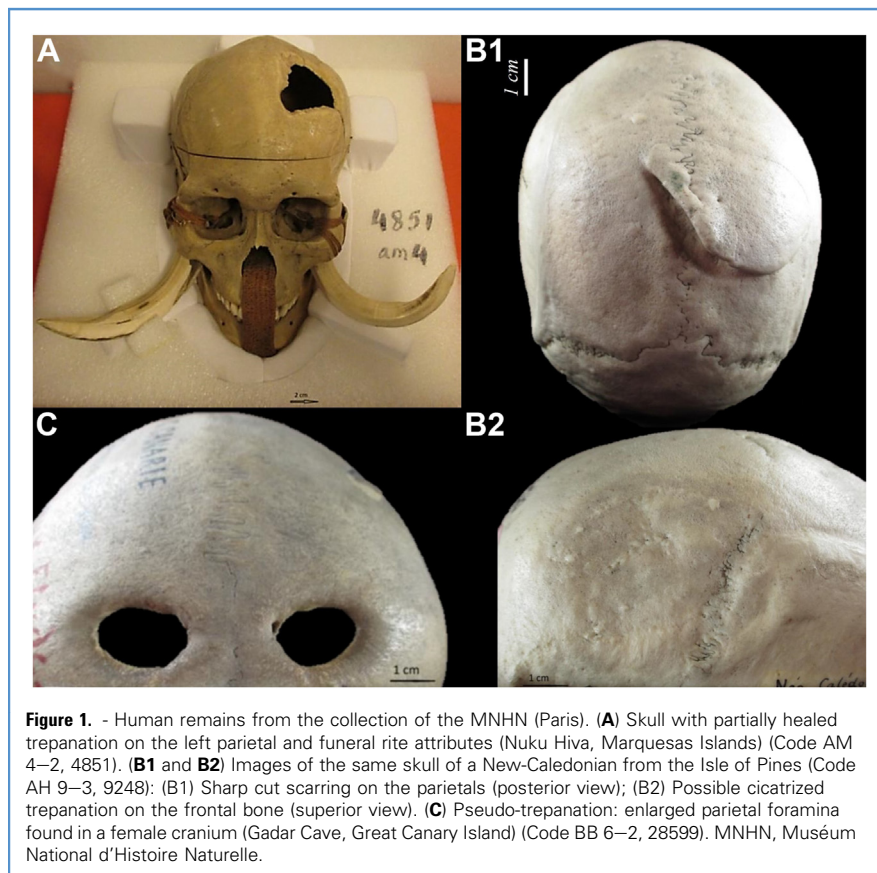 A
B1
1 cm
4851
am4
2 cm
C
B2
1 cm
1 cm
Figure 1. - Human remains from the collection of the MNHN (Paris). (A) Skull with partially healed
trepanation on the left parietal and funeral rite attributes (Nuku Hiva, Marquesas Islands) (Code AM
4–2, 4851). (B1 and B2) Images of the same skull of a New-Caledonian from the Isle of Pines (Code
AH 9–3, 9248): (B1) Sharp cut scarring on the parietals (posterior view); (B2) Possible cicatrized
trepanation on the frontal bone (superior view). (C) Pseudo-trepanation: enlarged parietal foramina
found in a female cranium (Gadar Cave, Great Canary Island) (Code BB 6–2, 28599). MNHN, Muséum
National d'Histoire Naturelle.